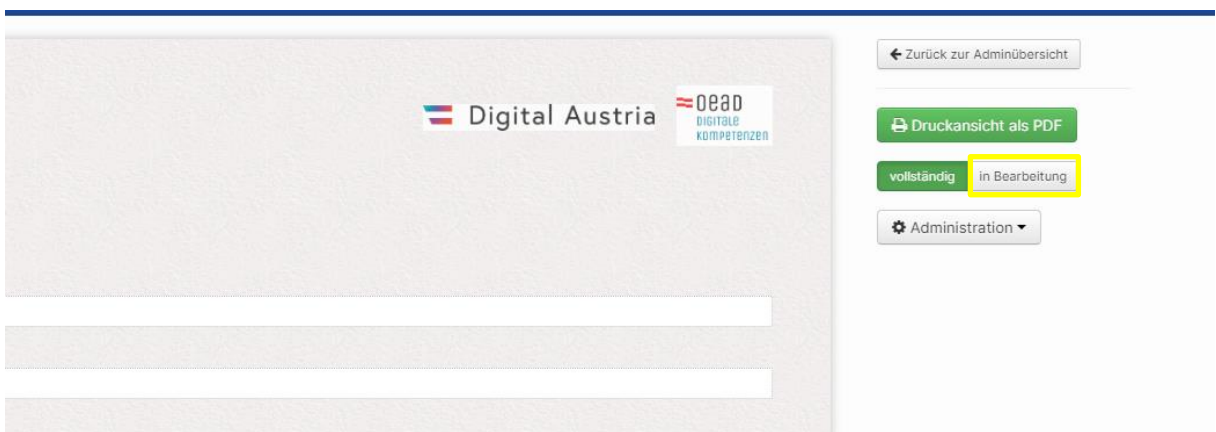 Zurück zur Adminübersicht
Digital Austria
oead
DIGITALE
KOMPETENZEN
Druckansicht als PDF
vollständig in Bearbeitung
Administration